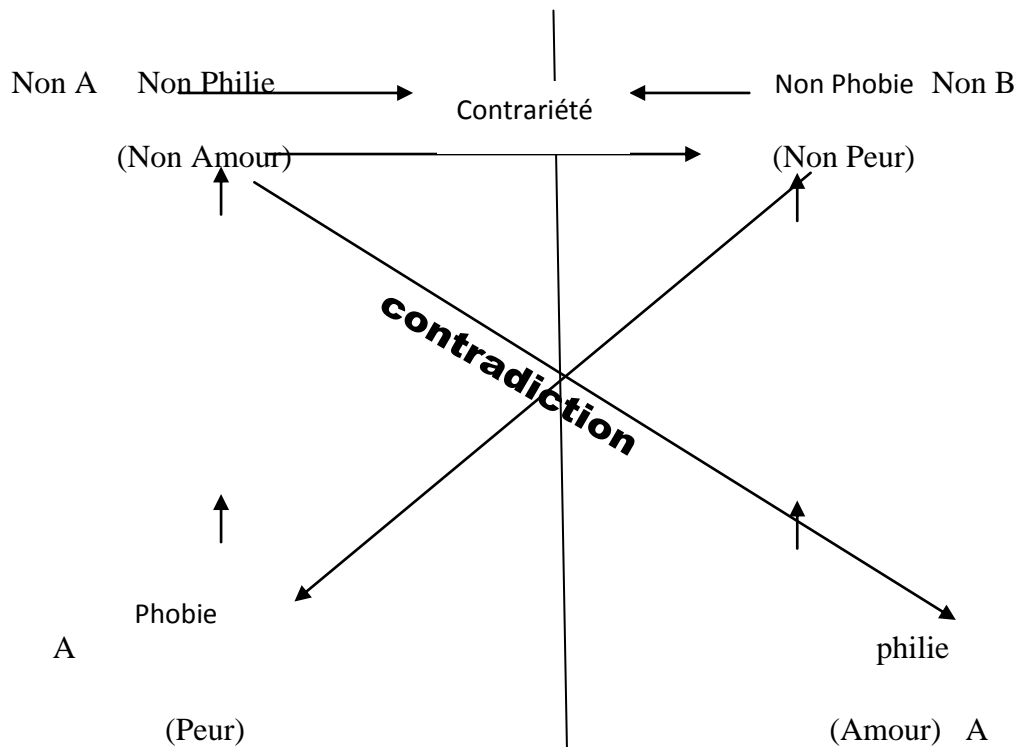 Non A Non Philie Non Phobie Non B
Contrariété
(Non Amour) (Non Peur)
contradiction
Phobie
A philie
(Peur) (Amour) A